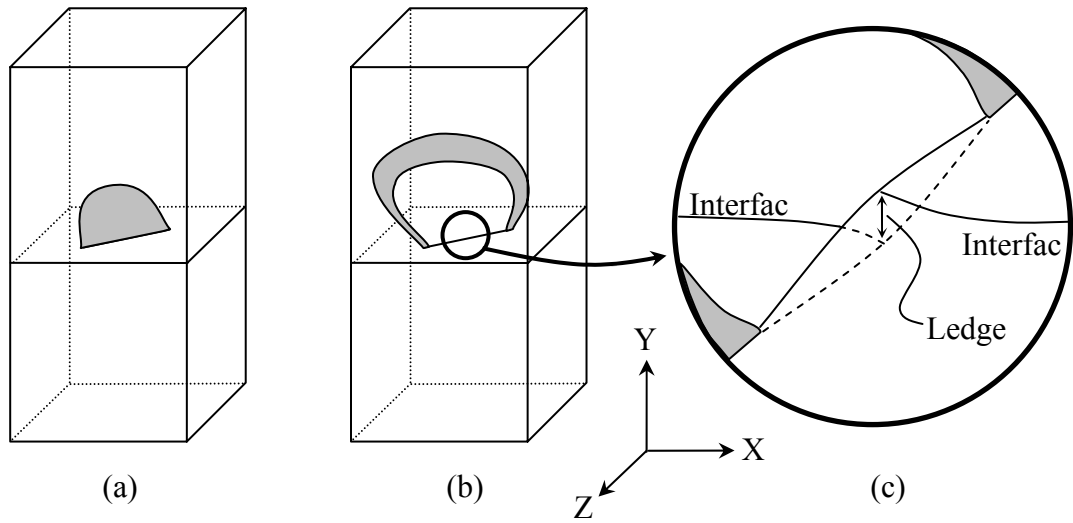 Interfac
Interfac
Ledge
Y
X
Z
(a)
(b)
(c)